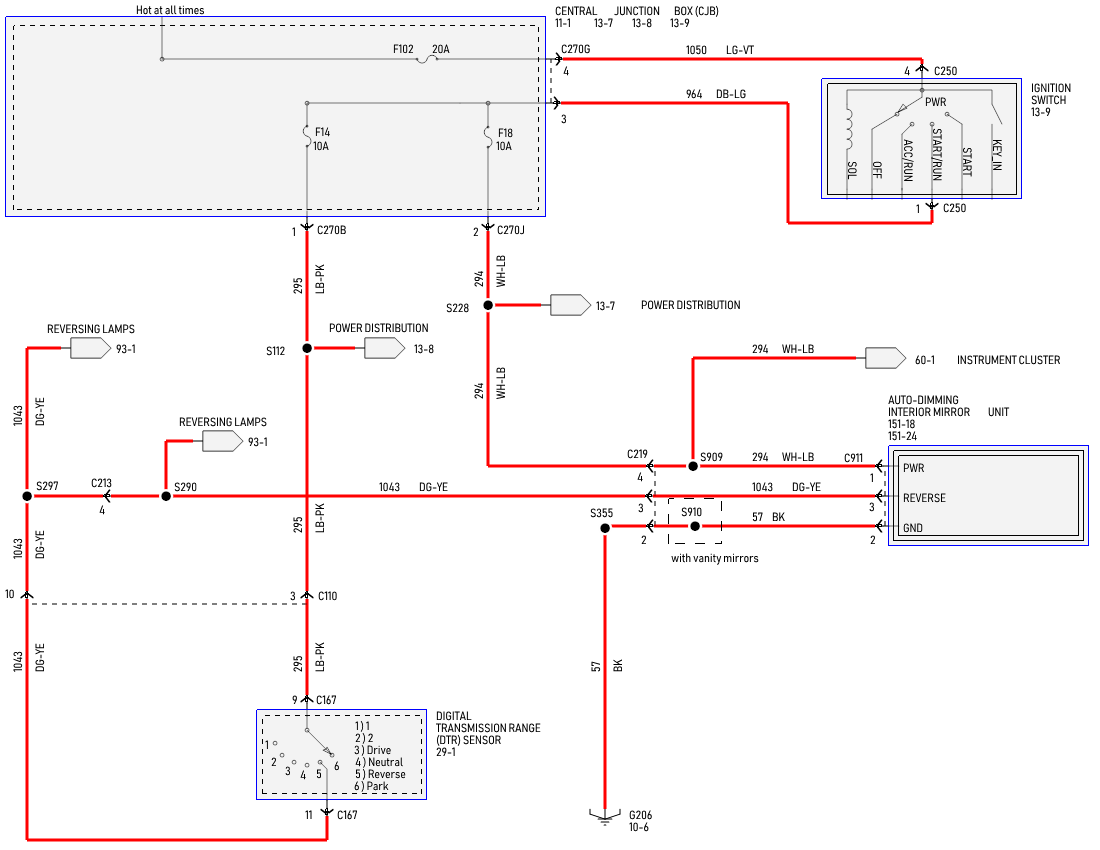 Hot at all times
CENTRAL JUNCTION BOX (CJB)
11-1 13-7 13-8 13-9
F102 20A
C270G
4
1050 LG-VT
4 C250
IGNITION
SWITCH
13-9
964 DB-LG
3
PWR
F14
10A
F18
10A
SOL
OFF
ACC/RUN
START/RUN
START
KEY_IN
1 C250
1 C270B
2 C270J
295 LB-PK
294 WH-LB
S228
13-7 POWER DISTRIBUTION
REVERSING LAMPS
93-1
POWER DISTRIBUTION
S112
13-8
294 WH-LB
60-1 INSTRUMENT CLUSTER
294 WH-LB
1043 DG-YE
REVERSING LAMPS
93-1
AUTO-DIMMING
INTERIOR MIRROR UNIT
151-18
151-24
C219
4
S909
294 WH-LB
C911
1
PWR
S297
C213
4
S290
1043 DG-YE
3
1043 DG-YE
3
REVERSE
S355
2
S910
57 BK
2
GND
with vanity mirrors
1043 DG-YE
295 LB-PK
10
3 C110
1043 DG-YE
295 LB-PK
57 BK
9 C167
DIGITAL
TRANSMISSION RANGE
(DTR) SENSOR
29-1
1
2
3
4
5
6
1) 1
2) 2
3) Drive
4) Neutral
5) Reverse
6) Park
11 C167
G206
10-6